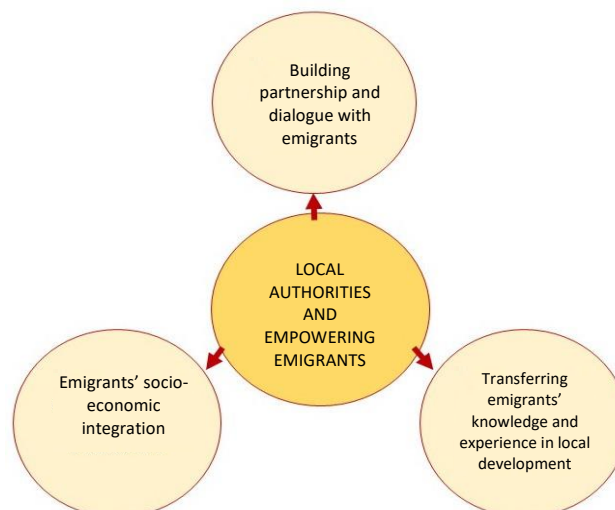 Building
partnership and
dialogue with
emigrants
LOCAL
AUTHORITIES
AND
EMPOWERING
EMIGRANTS
Emigrants’ socio-
economic
integration
Transferring
emigrants’
knowledge and
experience in local
development